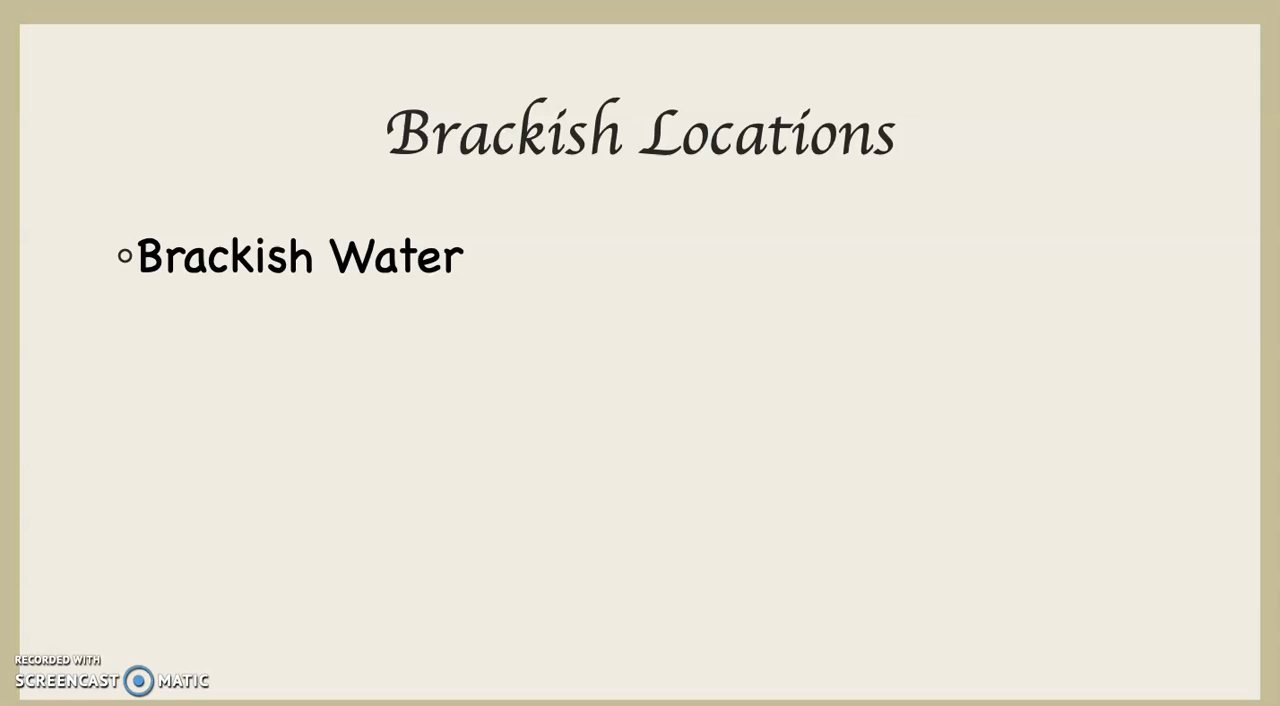 Brackish Locations
Brackish Water
RECORDED WITH
SCREENCAST MATIC